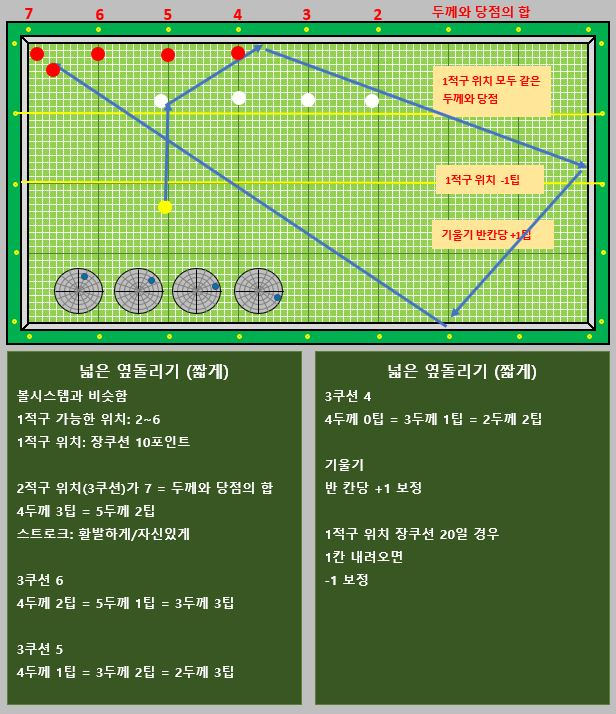 7 6 5 4 3 2 두께와 당점의 합
1적구 위치 모두 같은
두께와 당점
1적구 위치 -1팁
기울기 반칸당 +1팁
넓은 옆돌리기 (짧게)
볼시스템과 비슷함
1적구 가능한 위치: 2~6
1적구 위치: 장쿠션 10포인트
2적구 위치(3쿠션)가 7 = 두께와 당점의 합
4두께 3팁 = 5두께 2팁
스트로크: 활발하게/자신있게
3쿠션 6
4두께 2팁 = 5두께 1팁 = 3두께 3팁
3쿠션 5
4두께 1팁 = 3두께 2팁 = 2두께 3팁
넓은 옆돌리기 (짧게)
3쿠션 4
4두께 0팁 = 3두께 1팁 = 2두께 2팁
기울기
반 칸당 +1 보정
1적구 위치 장쿠션 20일 경우
1칸 내려오면
-1 보정